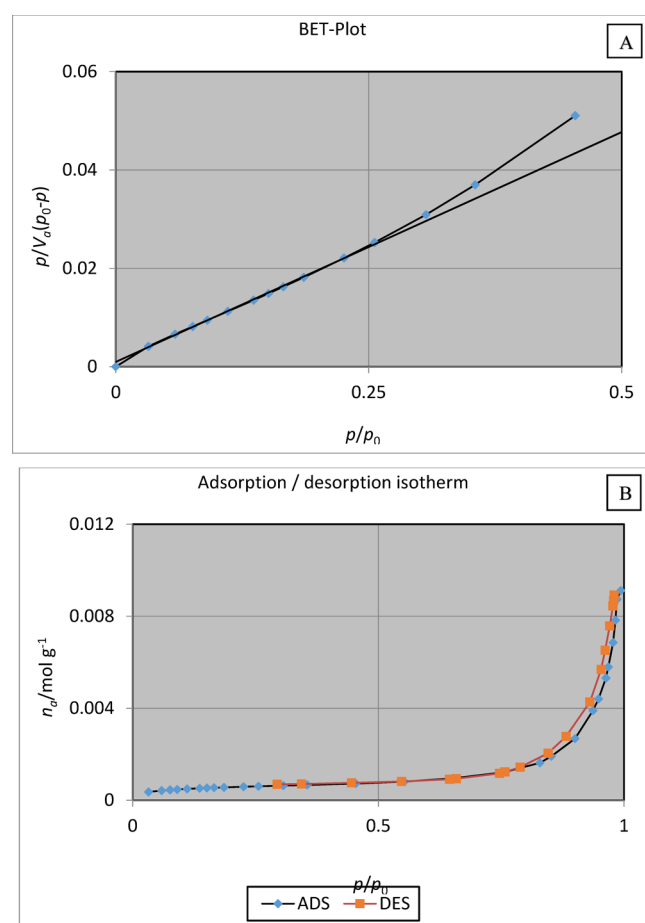 BET-Plot
A
0.06
0.04
0.02
0
0 0.25 0.5
p/Vₐ(p₀-p)
p/p₀
Adsorption / desorption isotherm
B
0.012
0.008
0.004
0
0 0.5 1
nₐ/mol g⁻¹
p/p₀
ADS DES